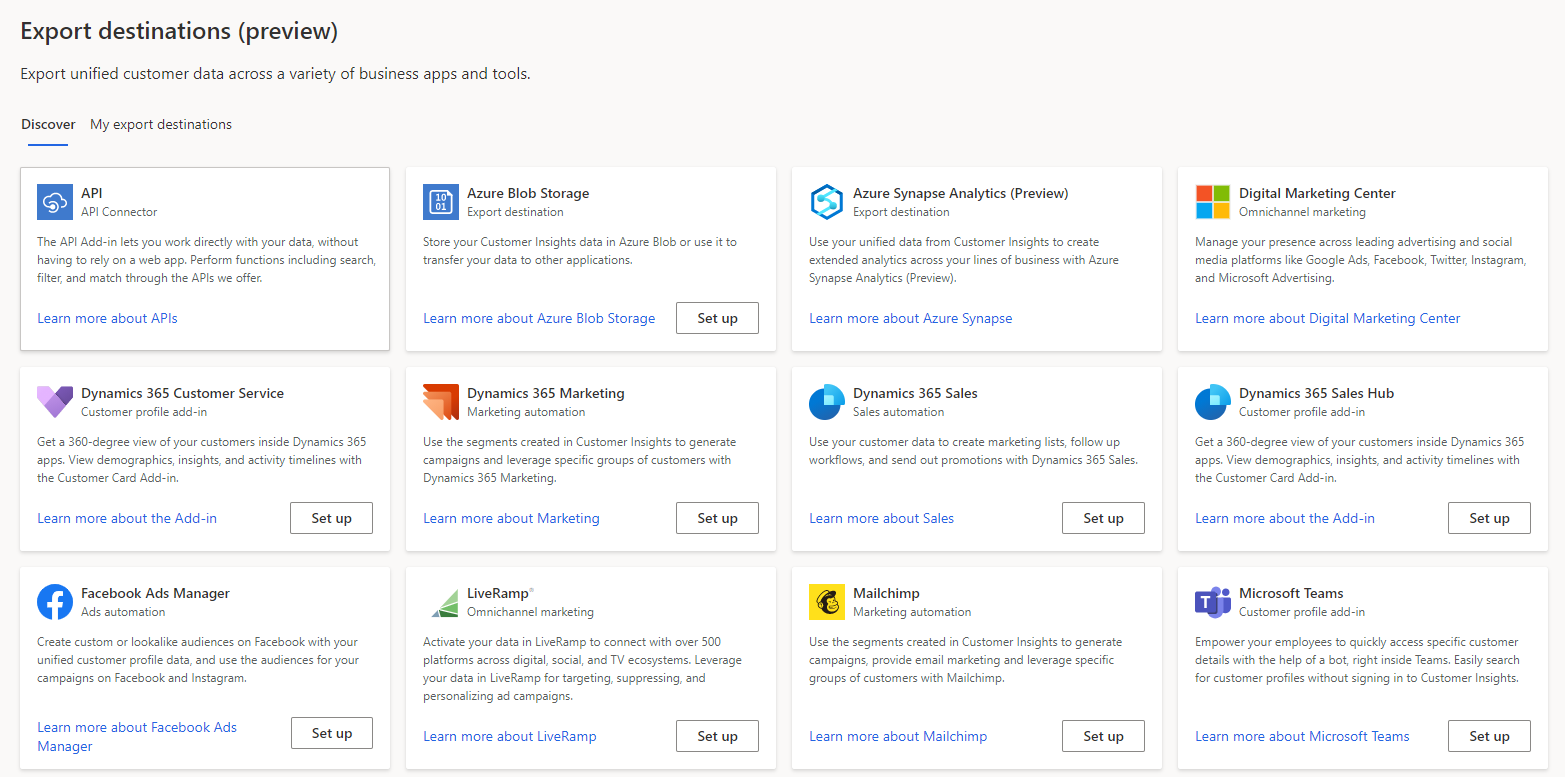 Export destinations (preview)
Export unified customer data across a variety of business apps and tools.
Discover My export destinations
API
API Connector
The API Add-in lets you work directly with your data, without
having to rely on a web app. Perform functions including search,
filter, and match through the APIs we offer.
Learn more about APIs
10
01
Azure Blob Storage
Export destination
Store your Customer Insights data in Azure Blob or use it to
transfer your data to other applications.
Learn more about Azure Blob Storage
Set up
Azure Synapse Analytics (Preview)
Export destination
Use your unified data from Customer Insights to create
extended analytics across your lines of business with Azure
Synapse Analytics (Preview).
Learn more about Azure Synapse
Digital Marketing Center
Omnichannel marketing
Manage your presence across leading advertising and social
media platforms like Google Ads, Facebook, Twitter, Instagram,
and Microsoft Advertising.
Learn more about Digital Marketing Center
Dynamics 365 Customer Service
Customer profile add-in
Get a 360-degree view of your customers inside Dynamics 365
apps. View demographics, insights, and activity timelines with
the Customer Card Add-in.
Learn more about the Add-in
Set up
Dynamics 365 Marketing
Marketing automation
Use the segments created in Customer Insights to generate
campaigns and leverage specific groups of customers with
Dynamics 365 Marketing.
Learn more about Marketing
Set up
Dynamics 365 Sales
Sales automation
Use your customer data to create marketing lists, follow up
workflows, and send out promotions with Dynamics 365 Sales.
Learn more about Sales
Set up
Dynamics 365 Sales Hub
Customer profile add-in
Get a 360-degree view of your customers inside Dynamics 365
apps. View demographics, insights, and activity timelines with
the Customer Card Add-in.
Learn more about the Add-in
Set up
Facebook Ads Manager
Ads automation
Create custom or lookalike audiences on Facebook with your
unified customer profile data, and use the audiences for your
campaigns on Facebook and Instagram.
Learn more about Facebook Ads
Manager
Set up
LiveRamp®
Omnichannel marketing
Activate your data in LiveRamp to connect with over 500
platforms across digital, social, and TV ecosystems. Leverage
your data in LiveRamp for targeting, suppressing, and
personalizing ad campaigns.
Learn more about LiveRamp
Set up
Mailchimp
Marketing automation
Use the segments created in Customer Insights to generate
campaigns, provide email marketing and leverage specific
groups of customers with Mailchimp.
Learn more about Mailchimp
Set up
T
Microsoft Teams
Customer profile add-in
Empower your employees to quickly access specific customer
details with the help of a bot, right inside Teams. Easily search
for customer profiles without signing in to Customer Insights.
Learn more about Microsoft Teams
Set up